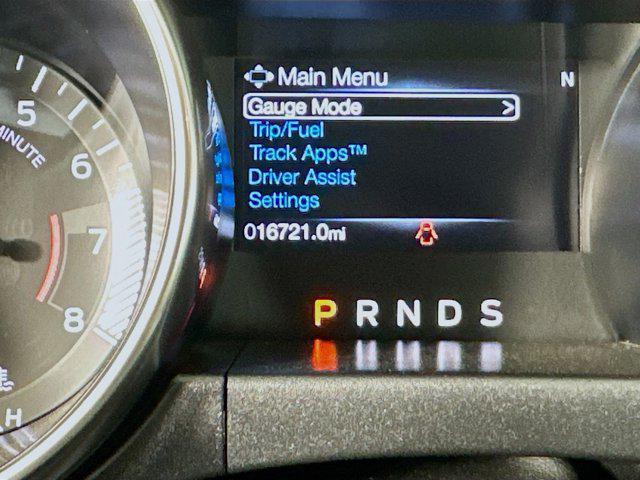 Main Menu
N
Gauge Mode >
Trip/Fuel
Track Apps™
Driver Assist
Settings
016721.0mi
P R N D S
5
6
7
8
MINUTE
H